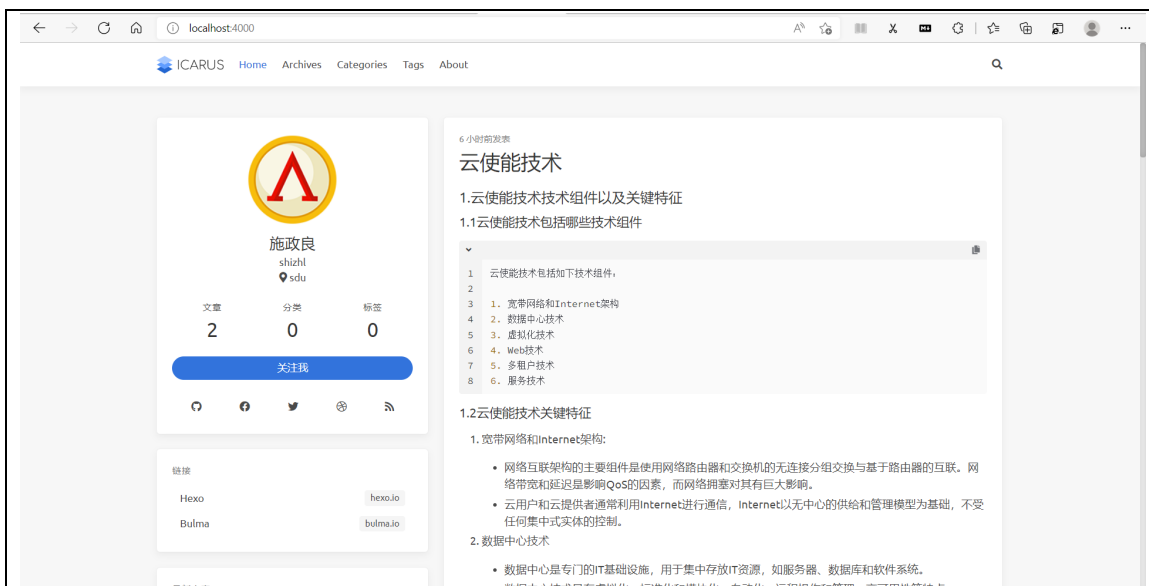 localhost:4000
ICARUS Home Archives Categories Tags About
施政良
shizhl
sdu
文章 分类 标签
2 0 0
关注我
链接
Hexo hexo.io
Bulma bulma.io
6 小时前发表
云使能技术
1.云使能技术技术组件以及关键特征
1.1云使能技术包括哪些技术组件
1 云使能技术包括如下技术组件:
2
3 1. 宽带网络和Internet架构
4 2. 数据中心技术
5 3. 虚拟化技术
6 4. Web技术
7 5. 多租户技术
8 6. 服务技术
1.2云使能技术关键特征
1. 宽带网络和Internet架构:
• 网络互联架构的主要组件是使用网络路由器和交换机的无连接分组交换与基于路由器的互联。网
络带宽和延迟是影响QoS的因素，而网络拥塞对其有巨大影响。
• 云用户和云提供者通常利用Internet进行通信，Internet以无中心的供给和管理模型为基础，不受
任何集中式实体的控制。
2. 数据中心技术
• 数据中心是专门的IT基础设施，用于集中存放IT资源，如服务器、数据库和软件系统。